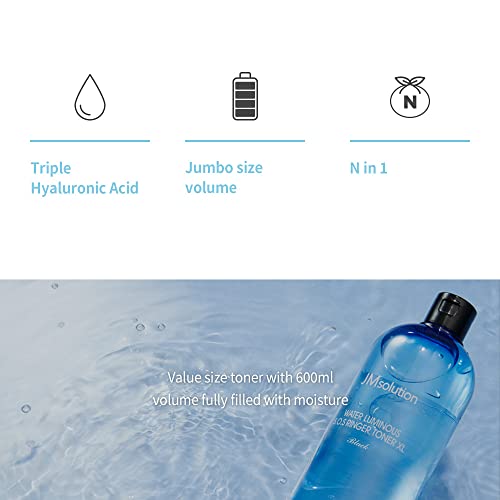 N
Triple
Hyaluronic Acid
Jumbo size
volume
N in 1
Value size toner with 600ml
volume fully filled with moisture
JMsolution
WATER LUMINOUS
S.O.S RINGER TONER XL
Black